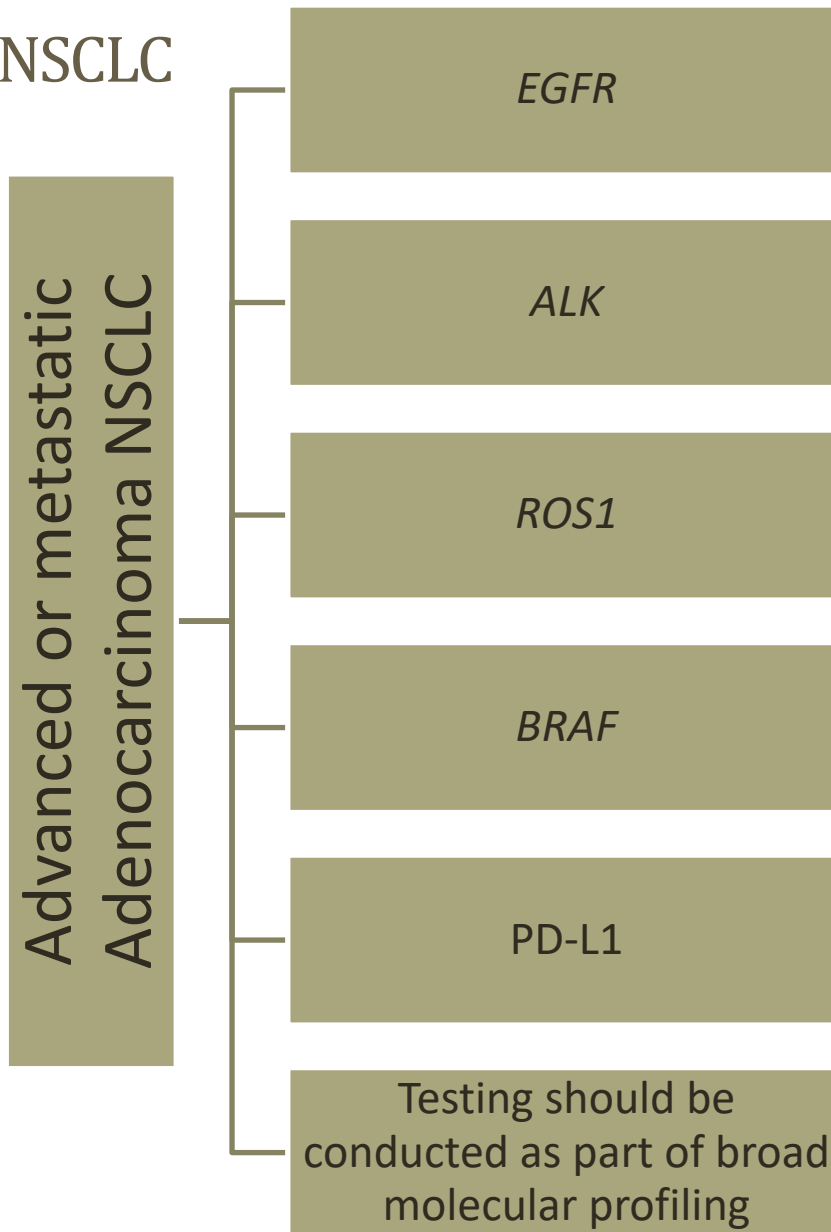 NSCLC
Advanced or metastatic
Adenocarcinoma NSCLC
EGFR
ALK
ROS1
BRAF
PD-L1
Testing should be
conducted as part of broad
molecular profiling